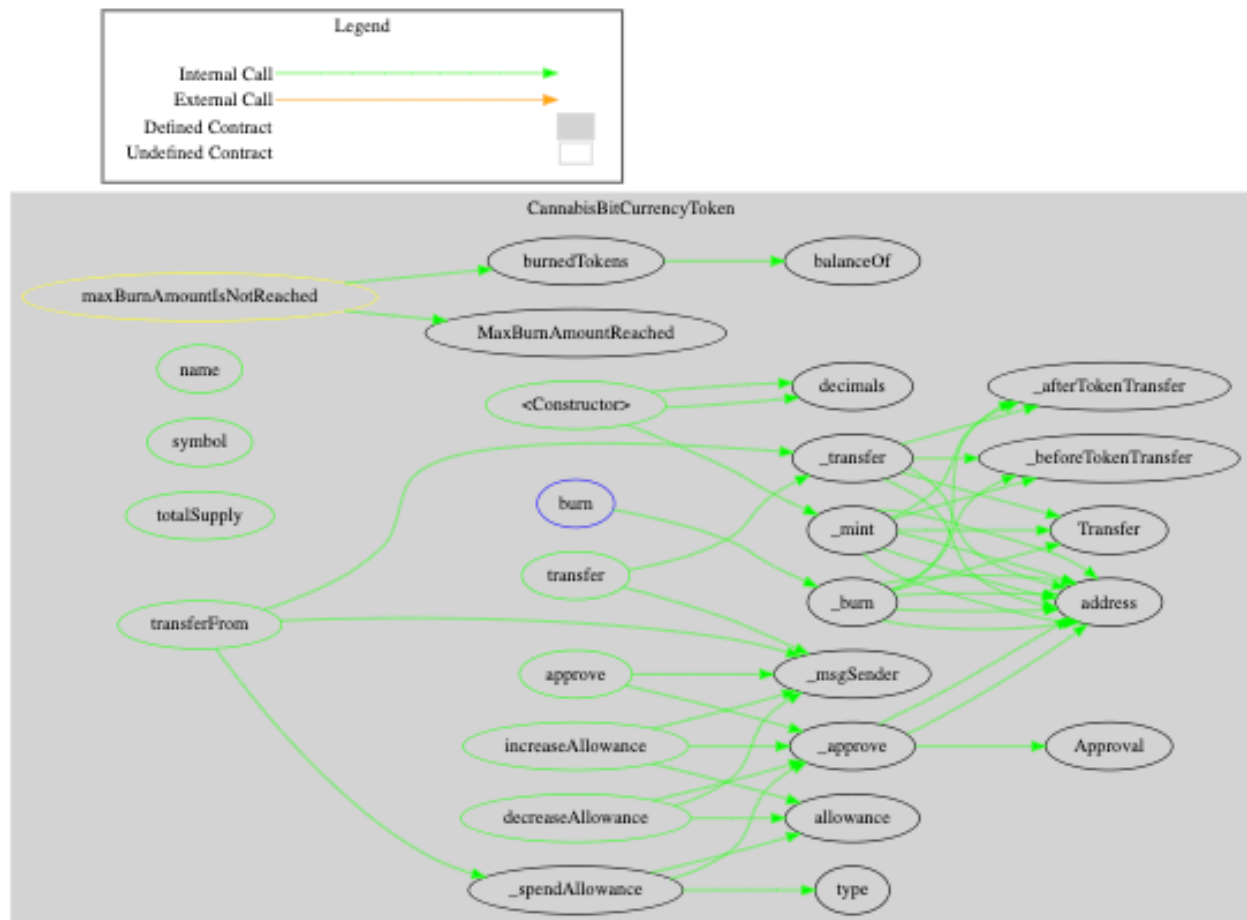 Legend
Internal Call
External Call
Defined Contract
Undefined Contract
CannabisBitCurrencyToken
burnedTokens
balanceOf
maxBurnAmountIsNotReached
MaxBurnAmountReached
name
<Constructor>
decimals
_afterTokenTransfer
symbol
_transfer
_beforeTokenTransfer
totalSupply
burn
_mint
Transfer
transfer
_burn
address
transferFrom
approve
_msgSender
increaseAllowance
_approve
Approval
decreaseAllowance
allowance
_spendAllowance
type